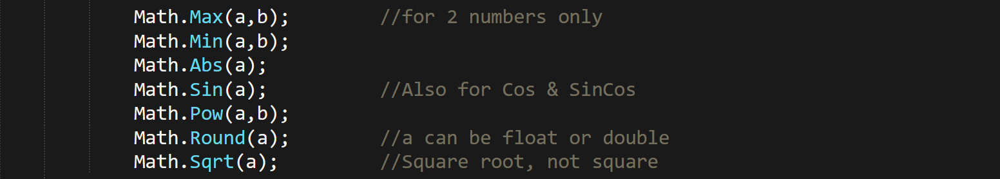 Math.Max(a,b); //for 2 numbers only
Math.Min(a,b);
Math.Abs(a);
Math.Sin(a); //Also for Cos & SinCos
Math.Pow(a,b);
Math.Round(a); //a can be float or double
Math.Sqrt(a); //Square root, not square